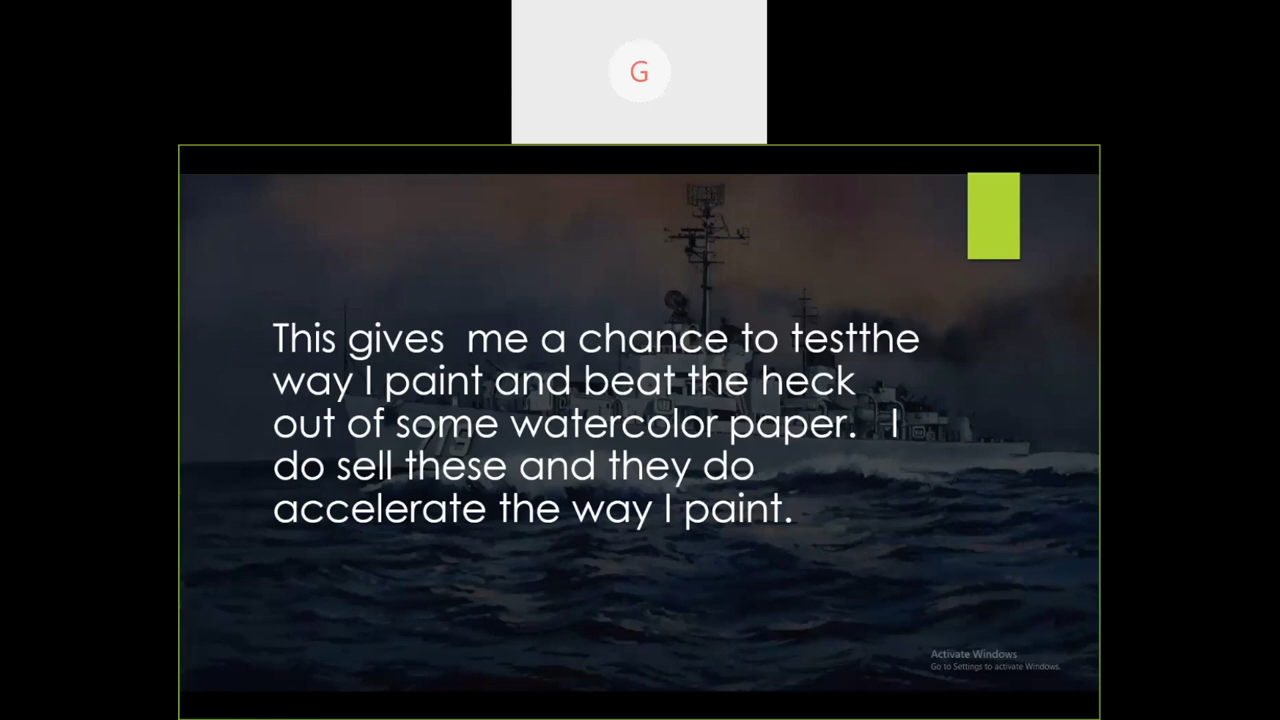 G
This gives  me a chance to testthe
way I paint and beat the heck
out of some watercolor paper.   I
do sell these and they do
accelerate the way I paint.
Activate Windows
Go to Settings to activate Windows.